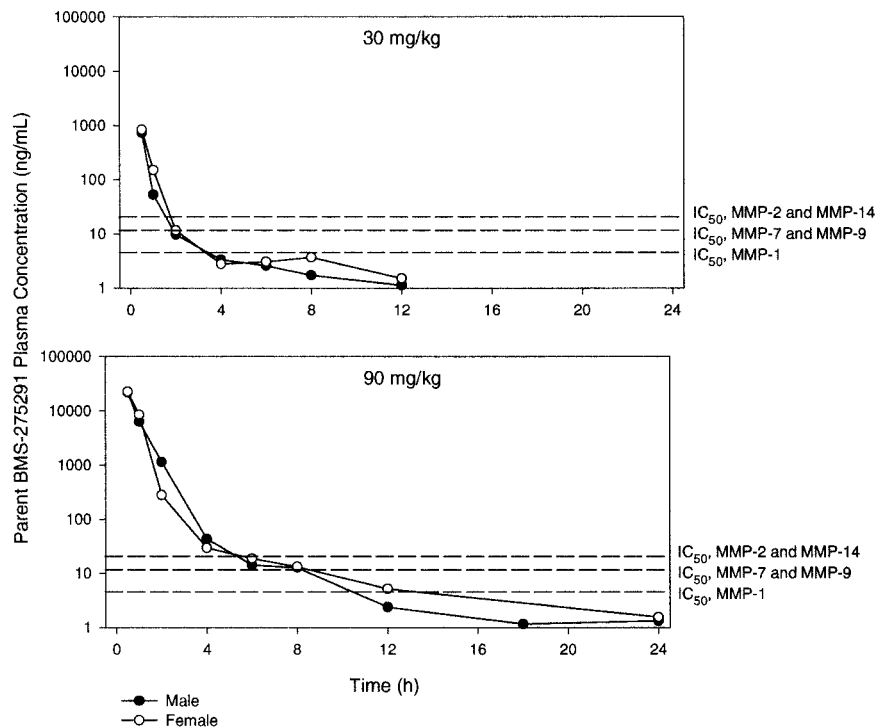 Parent BMS-275291 Plasma Concentration (ng/mL)
30 mg/kg
100000
10000
1000
100
10
1
IC50, MMP-2 and MMP-14
IC50, MMP-7 and MMP-9
IC50, MMP-1
0 4 8 12 16 20 24
90 mg/kg
100000
10000
1000
100
10
1
IC50, MMP-2 and MMP-14
IC50, MMP-7 and MMP-9
IC50, MMP-1
0 4 8 12 16 20 24
Time (h)
Male
Female